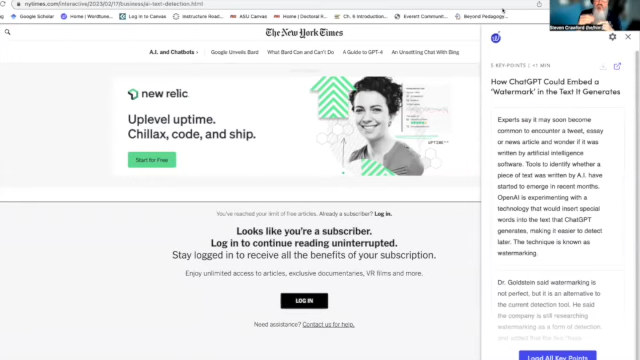 nytimes.com/interactive/2023/02/17/business/ai-text-detection.html
Google Scholar
Home | Wordtune...
Log in to Canvas
Instructure Road...
ASU Canvas
Home | Doctoral R...
Ch. 6 Introduction...
Everett Communit...
Beyond Pedagogy...
Steven Crawford
The New York Times
A.I. and Chatbots ›
Google Unveils Bard
What Bard Can and Can't Do
A Guide to GPT-4
An Unsettling Chat With Bing
new relic
Uplevel uptime.
Chillax, code, and ship.
Start for Free
You've reached your limit of free articles. Already a subscriber? Log in.
Looks like you're a subscriber.
Log in to continue reading uninterrupted.
Stay logged in to receive all the benefits of your subscription.
Enjoy unlimited access to articles, exclusive documentaries, VR films and more.
LOG IN
Need assistance? Contact us for help.
5 KEY-POINTS | <1 MIN
How ChatGPT Could Embed a
'Watermark' in the Text It Generates
Experts say it may soon become
common to encounter a tweet, essay
or news article and wonder if it was
written by artificial intelligence
software. Tools to identify whether a
piece of text was written by A.I. have
started to emerge in recent months.
OpenAI is experimenting with a
technology that would insert special
words into the text that ChatGPT
generates, making it easier to detect
later. The technique is known as
watermarking.
Dr. Goldstein said watermarking is
not perfect, but it is an alternative to
the current detection tool. He said
the company is still researching
watermarking as a form of detection
Load All Key Points